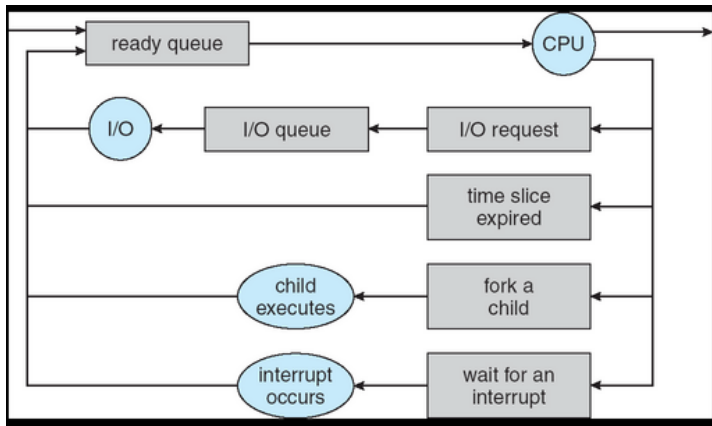 ready queue
CPU
I/O
I/O queue
I/O request
time slice
expired
child
executes
fork a
child
interrupt
occurs
wait for an
interrupt